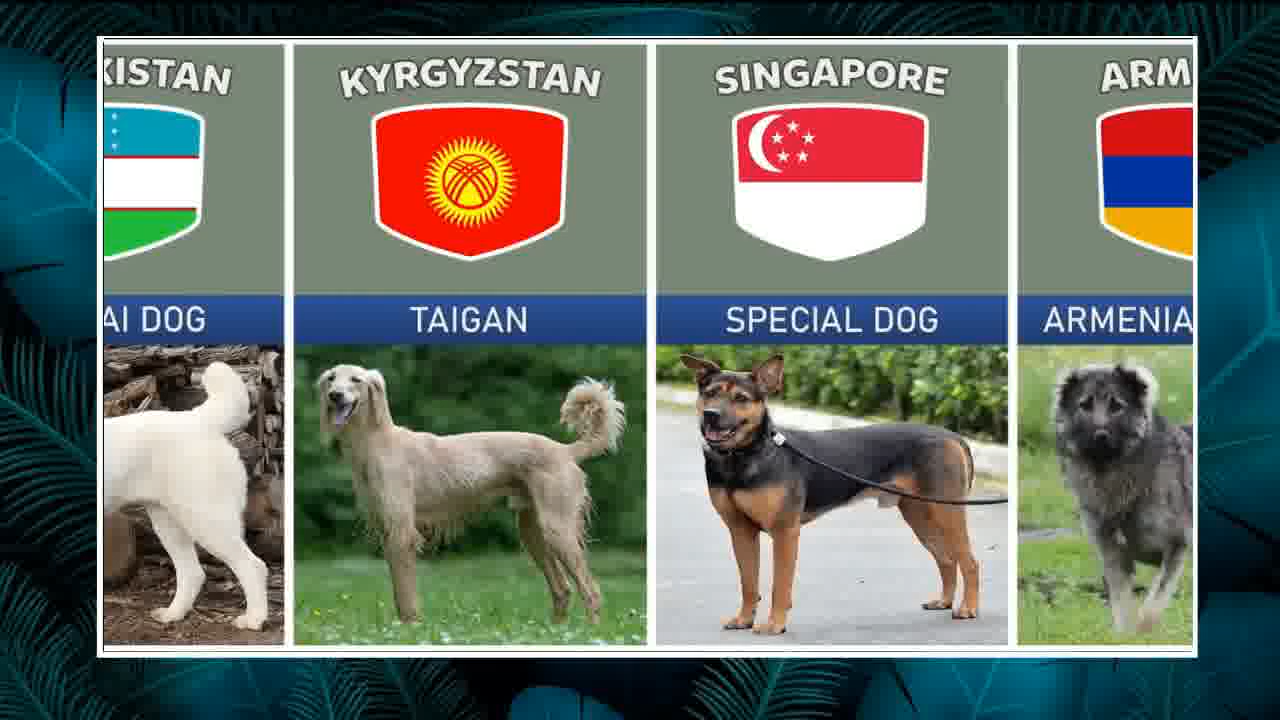 KISTAN
KYRGYZSTAN
SINGAPORE
ARM
AI DOG
TAIGAN
SPECIAL DOG
ARMENIA